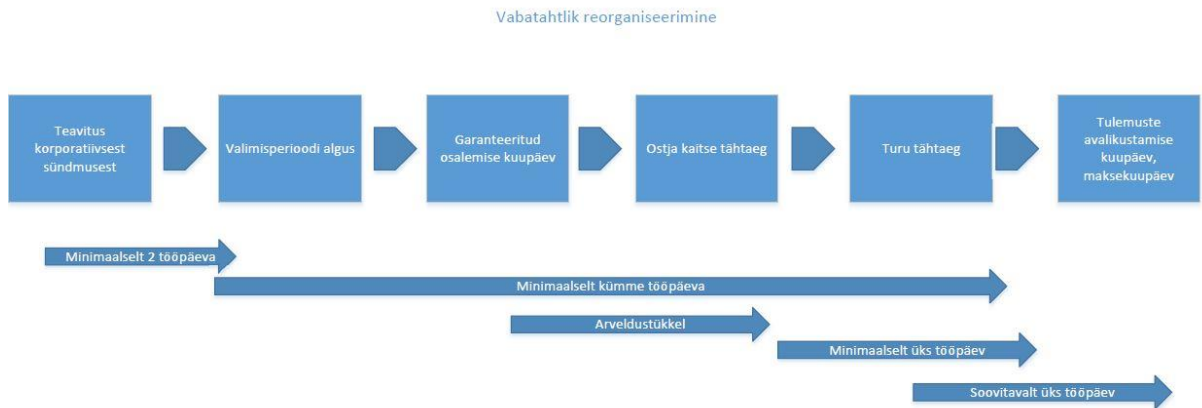 Vabatahtlik reorganiseerimine
Teavitus
korporatiivsest
sündmusest
Valimisperioodi algus
Garanteeritud
osalemise kuupäev
Ostja kaitse tähtaeg
Turu tähtaeg
Tulemuste
avalikustamise
kuupäev,
maksekuupäev
Minimaalselt 2 tööpäeva
Minimaalselt kümme tööpäeva
Arveldustükkel
Minimaalselt üks tööpäev
Soovitavalt üks tööpäev